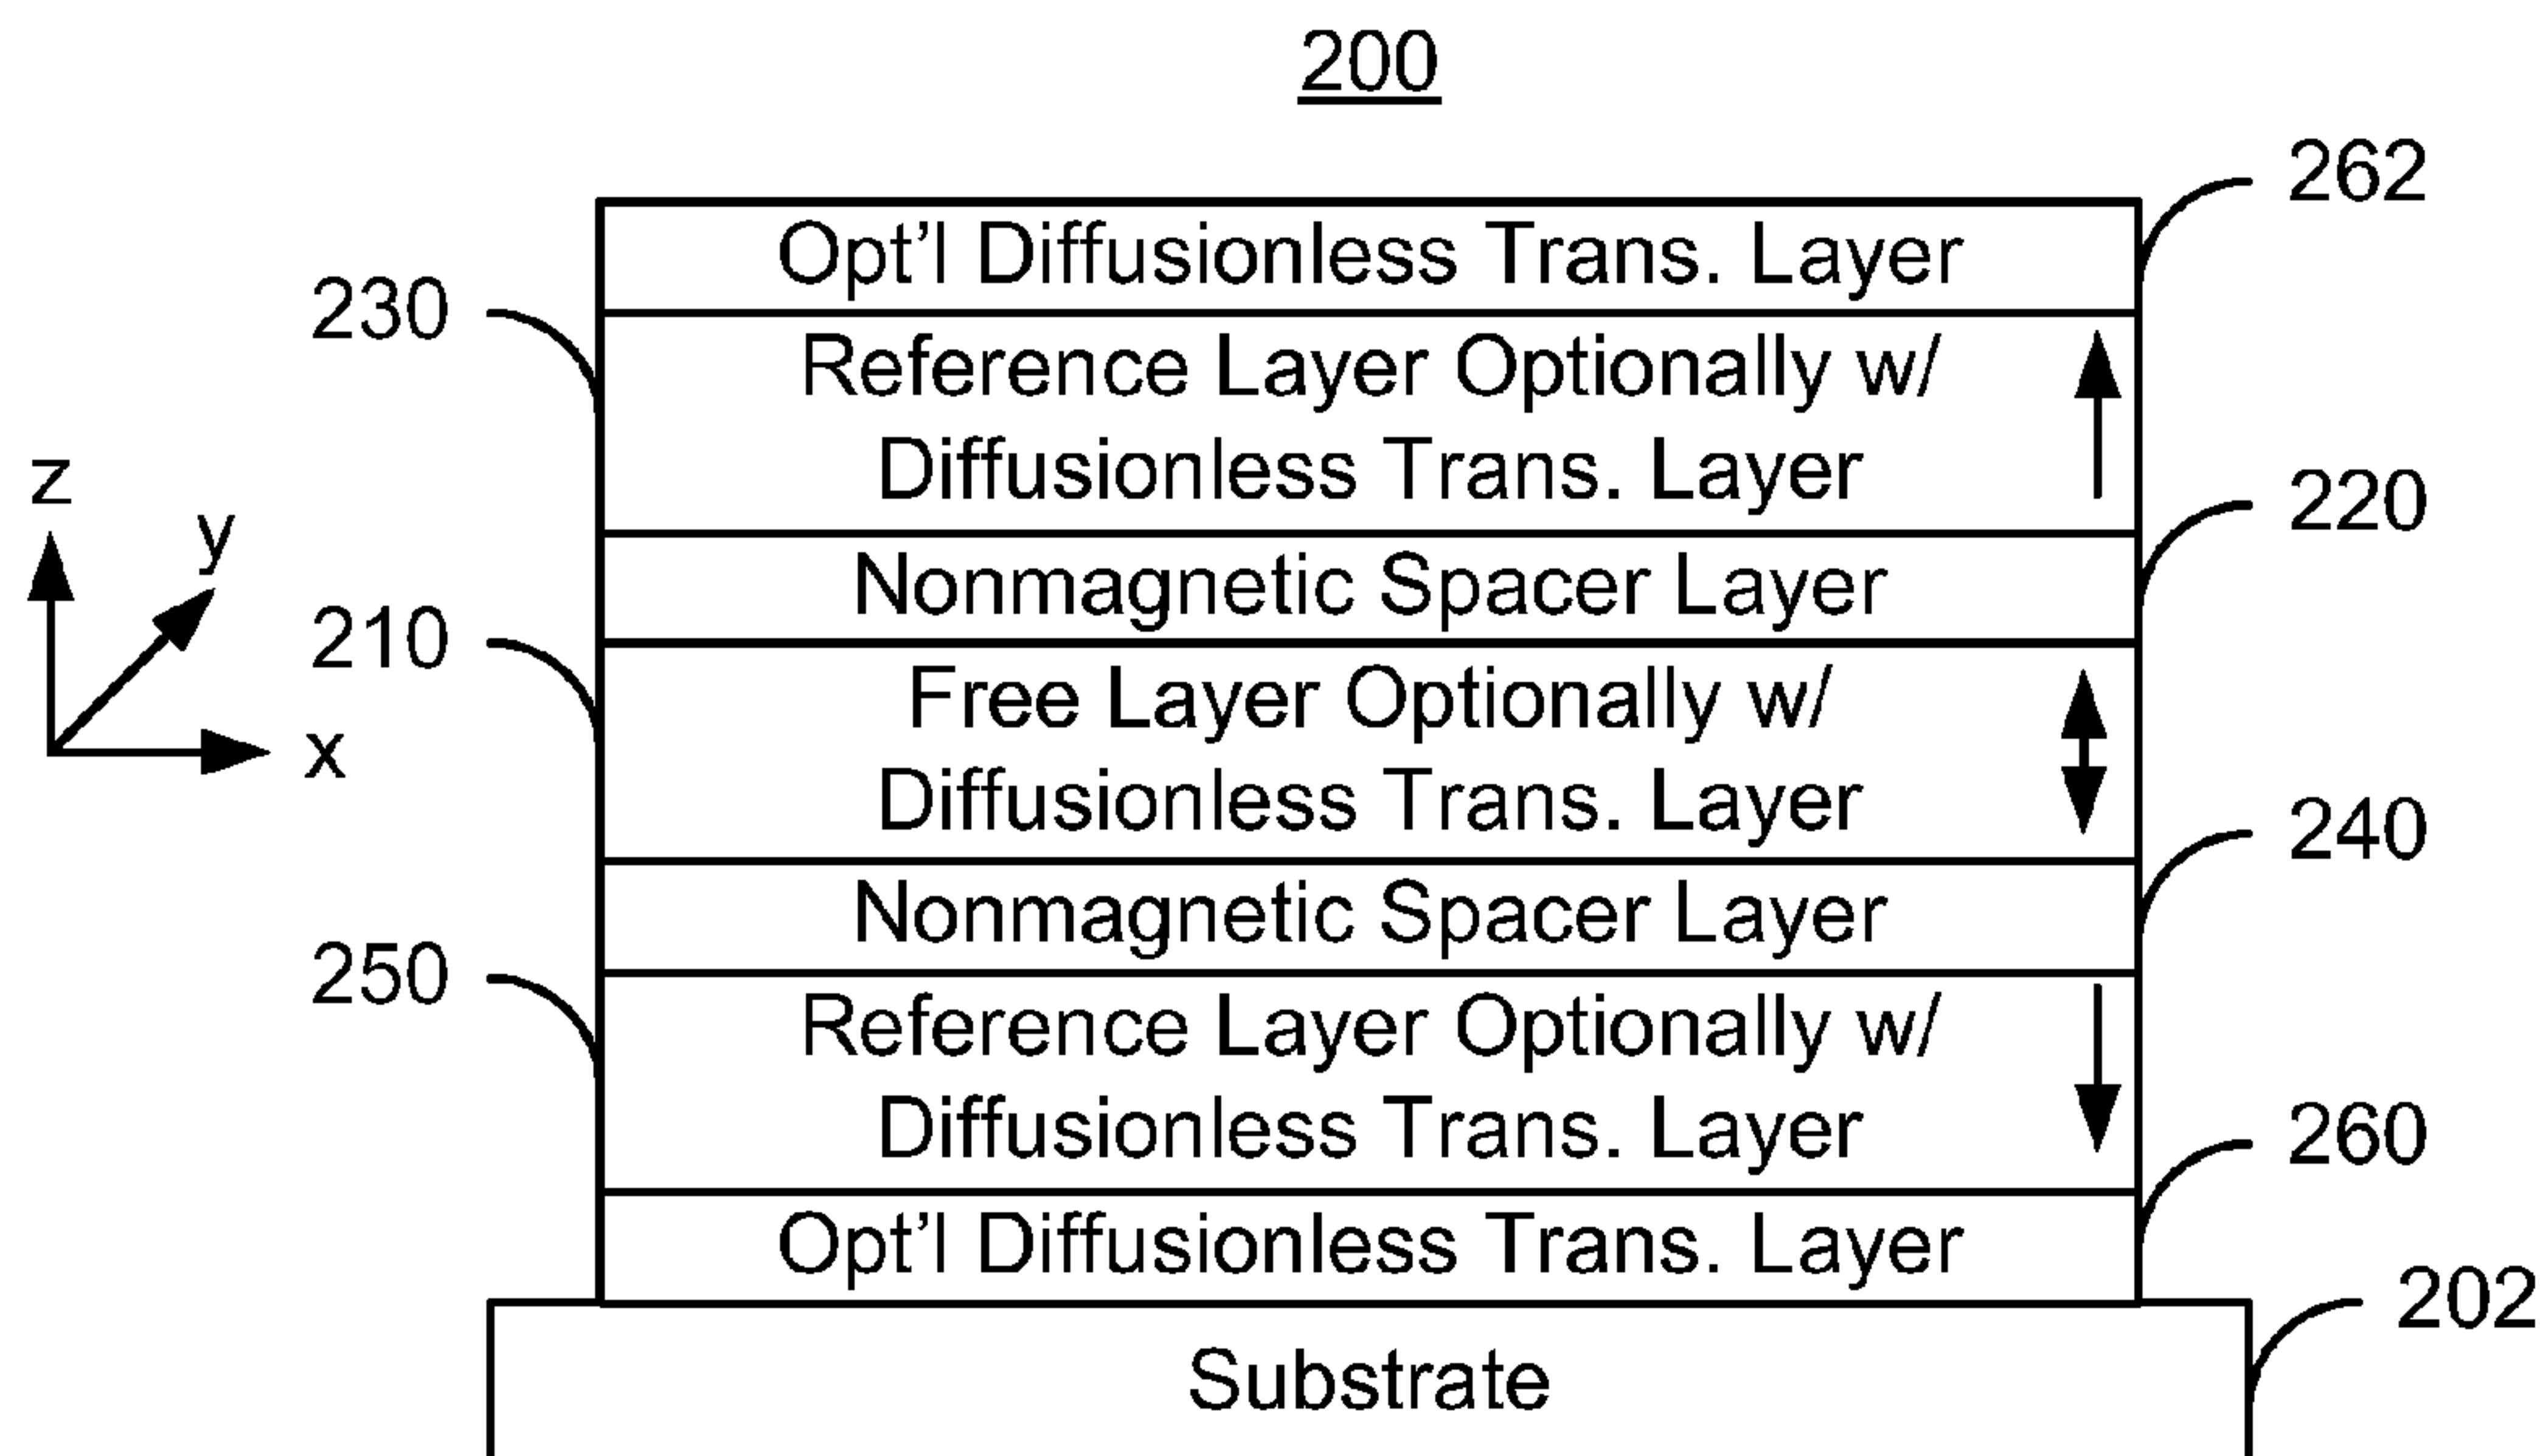 200
262
Opt’l Diffusionless Trans. Layer
230
Reference Layer Optionally w/
Diffusionless Trans. Layer
220
Nonmagnetic Spacer Layer
210
Free Layer Optionally w/
Diffusionless Trans. Layer
240
Nonmagnetic Spacer Layer
250
Reference Layer Optionally w/
Diffusionless Trans. Layer
260
Opt’l Diffusionless Trans. Layer
202
Substrate
z
y
x